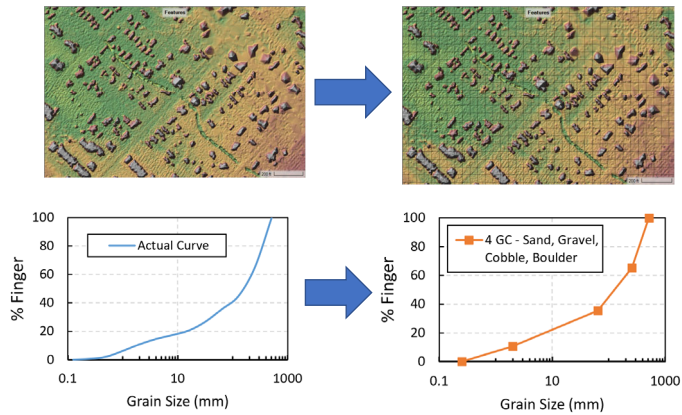 Features
Features
100
80
60
40
20
0
% Finger
Actual Curve
0.1
10
1000
Grain Size (mm)
100
80
60
40
20
0
% Finger
4 GC - Sand, Gravel,
Cobble, Boulder
0.1
10
1000
Grain Size (mm)